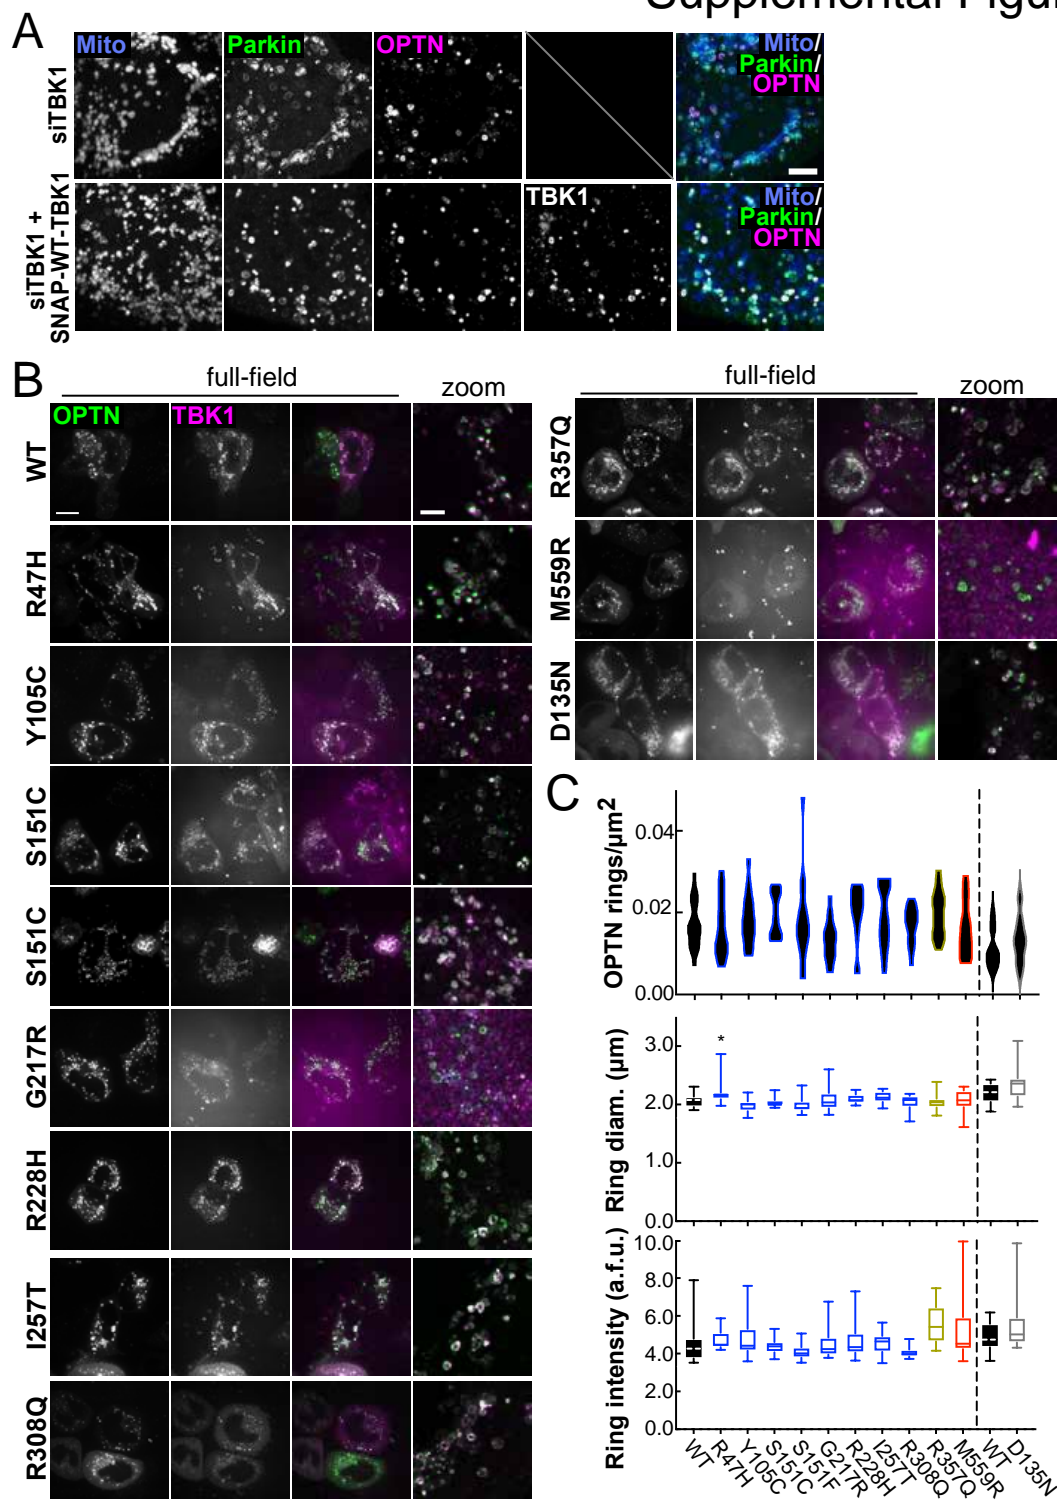 Supplemental Figu
A
Mito
Parkin
OPTN
Mito/
Parkin/
OPTN
siTBK1
TBK1
Mito/
Parkin/
OPTN
siTBK1 +
SNAP-WT-TBK1
B
full-field
zoom
OPTN
TBK1
WT
R47H
Y105C
S151C
S151C
G217R
R228H
I257T
R308Q
full-field
zoom
R357Q
M559R
D135N
C
OPTN rings/µm2
0.04
0.02
0.00
Ring diam. (µm)
3.0
2.0
1.0
0.0
*
Ring intensity (a.f.u.)
10.0
8.0
6.0
4.0
2.0
0.0
WT
R47H
Y105C
S151C
S151F
G217R
R228H
I257T
R308Q
R357Q
M559R
WT
D135N